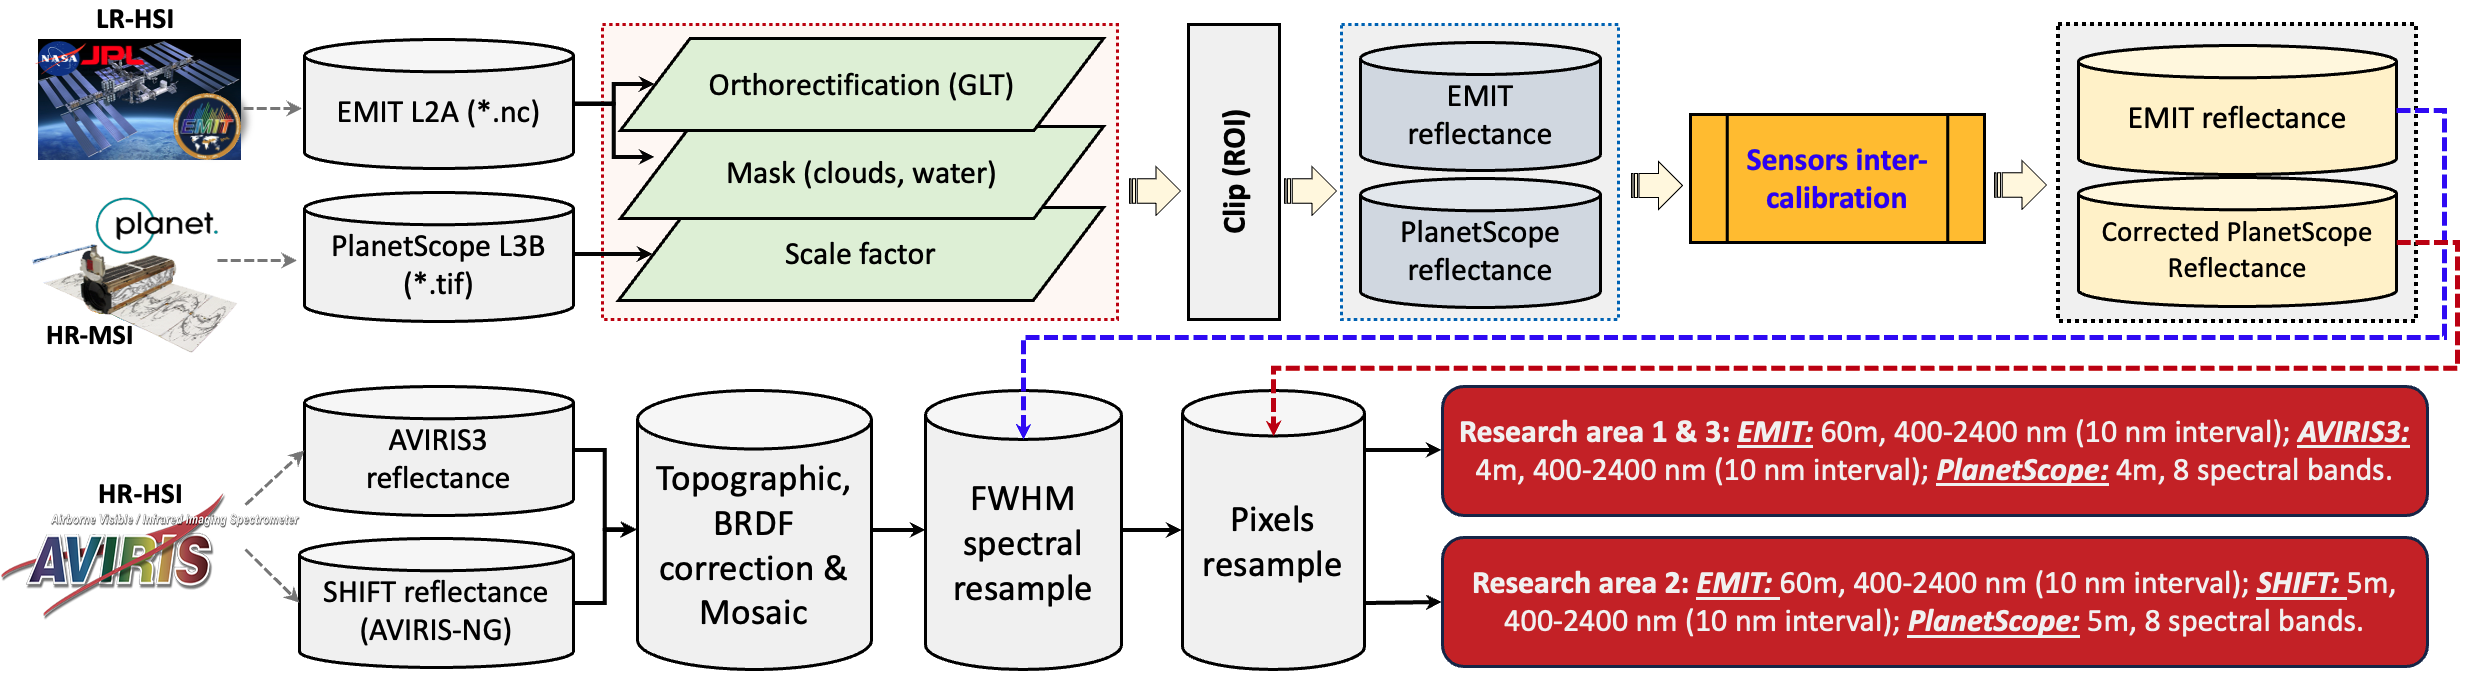 LR-HSI
NASA
JPL
EMIT
EMIT L2A (*.nc)
Orthorectification (GLT)
Mask (clouds, water)
Scale factor
Clip (ROI)
EMIT
reflectance
PlanetScope
reflectance
Sensors inter-
calibration
EMIT reflectance
Corrected PlanetScope
Reflectance
planet.
HR-MSI
PlanetScope L3B
(*.tif)
HR-HSI
Airborne Visible / Infrared Imaging Spectrometer
AVIRIS
AVIRIS3
reflectance
SHIFT reflectance
(AVIRIS-NG)
Topographic,
BRDF
correction &
Mosaic
FWHM
spectral
resample
Pixels
resample
Research area 1 & 3: EMIT: 60m, 400-2400 nm (10 nm interval); AVIRIS3:
4m, 400-2400 nm (10 nm interval); PlanetScope: 4m, 8 spectral bands.
Research area 2: EMIT: 60m, 400-2400 nm (10 nm interval); SHIFT: 5m,
400-2400 nm (10 nm interval); PlanetScope: 5m, 8 spectral bands.